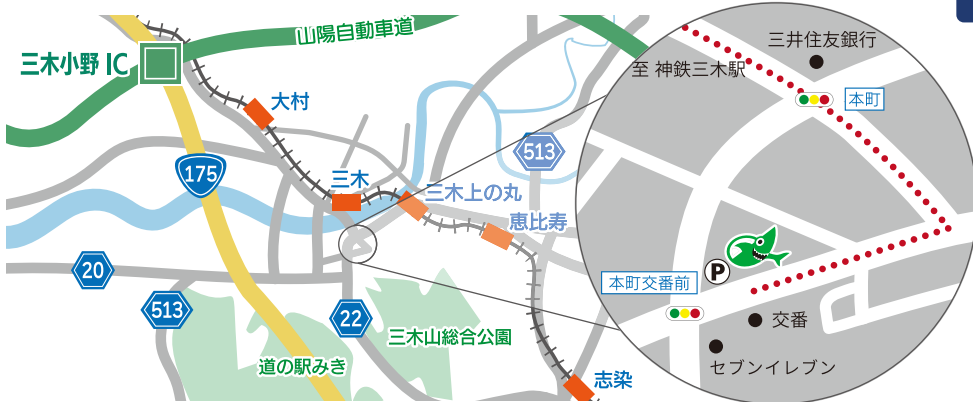 山陽自動車道
三木小野 IC
大村
175
三木
513
三木上の丸
恵比寿
20
513
22
三木山総合公園
道の駅みき
志染
三井住友銀行
至 神鉄三木駅
本町
P
本町交番前
交番
セブンイレブン